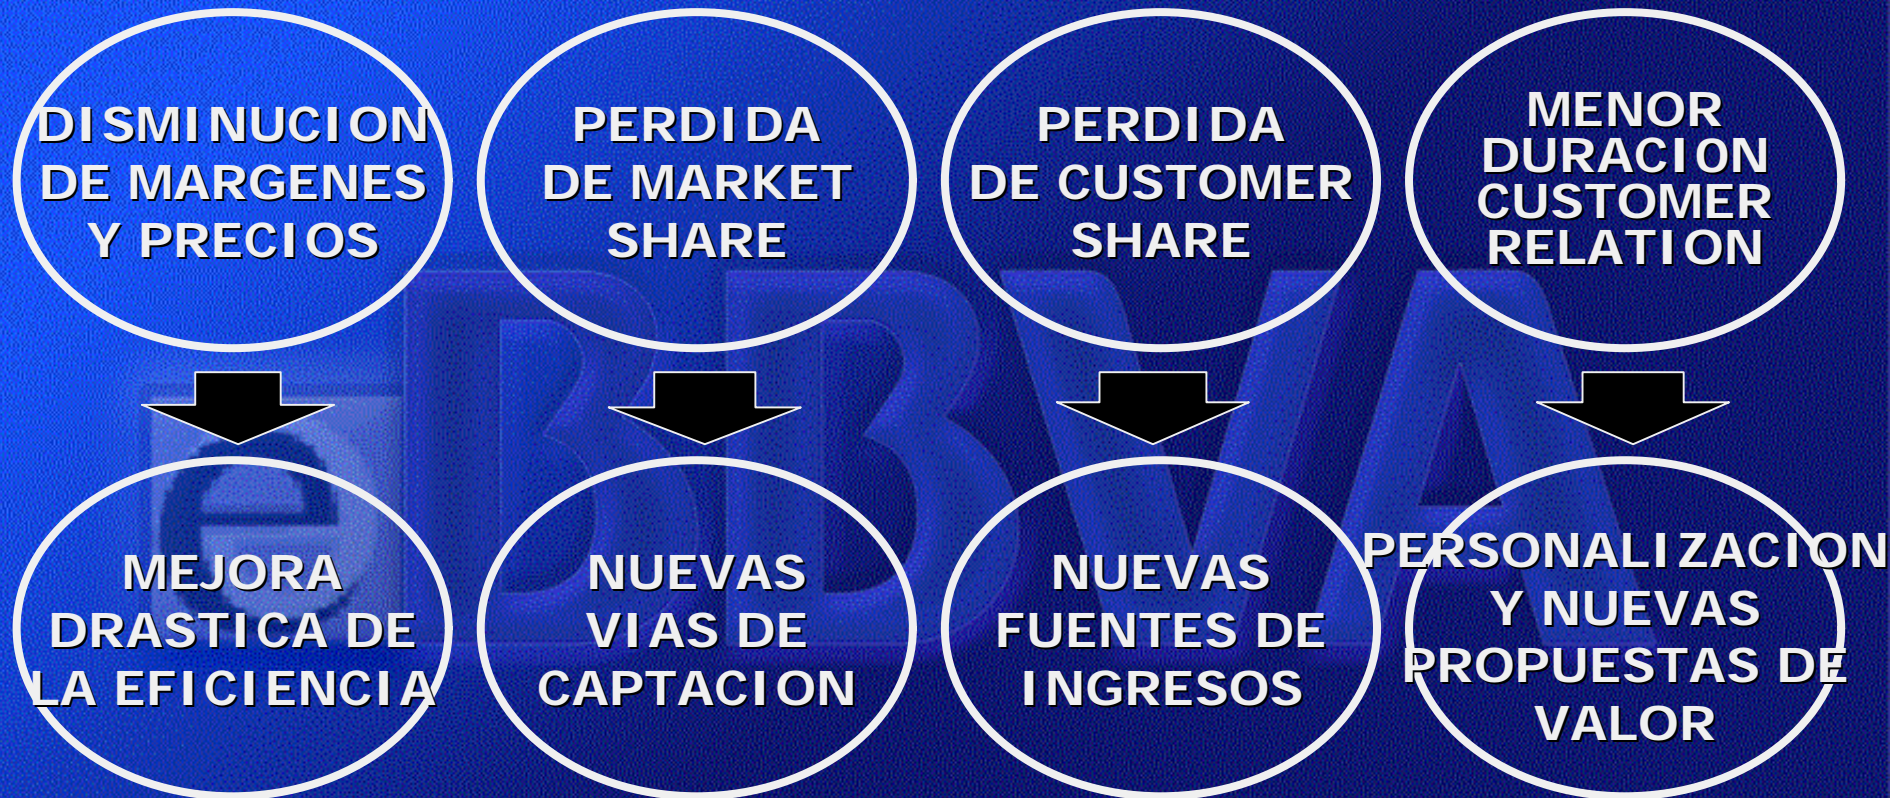 DISMINUCION
DE MARGENES
Y PRECIOS
PERDIDA
DE MARKET
SHARE
PERDIDA
DE CUSTOMER
SHARE
MENOR
DURACION
CUSTOMER
RELATION
MEJORA
DRASTICA DE
LA EFICIENCIA
NUEVAS
VIAS DE
CAPTACION
NUEVAS
FUENTES DE
INGRESOS
PERSONALIZACION
Y NUEVAS
PROPUESTAS DE
VALOR
e BBVA